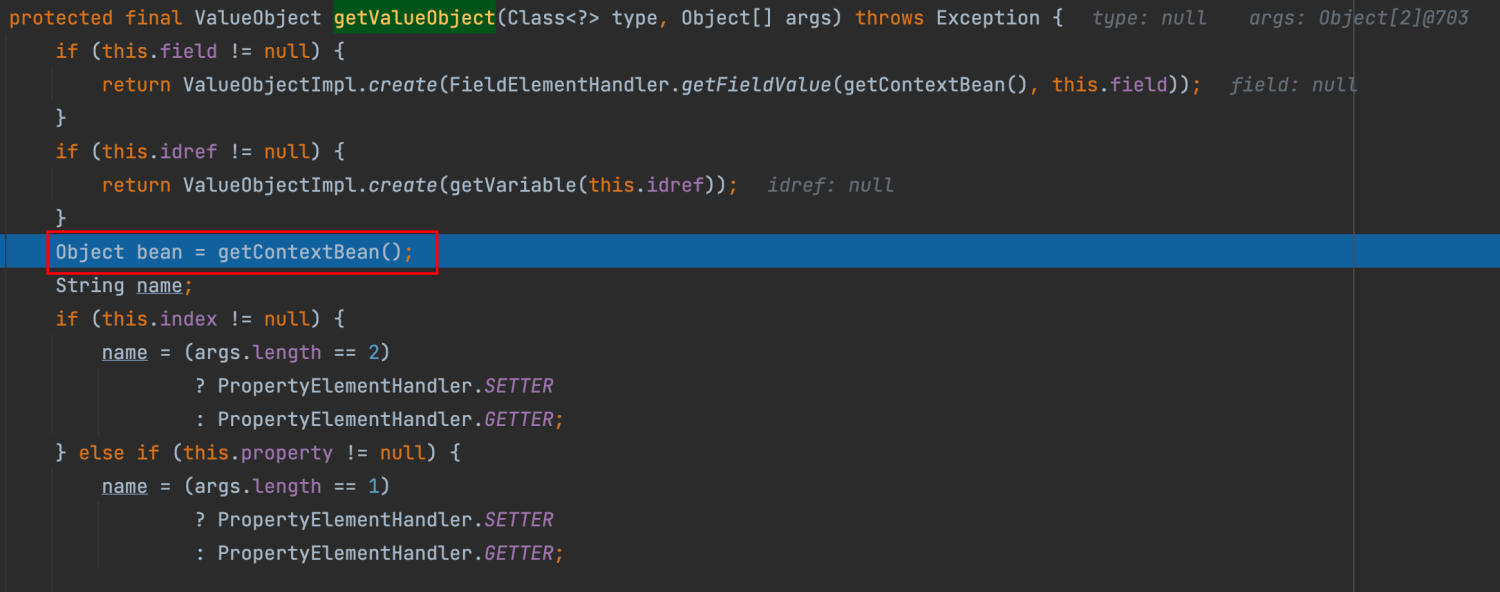 protected final ValueObject getValueObject(Class<?> type, Object[] args) throws Exception {   type: null    args: Object[2]@703
    if (this.field != null) {
        return ValueObjectImpl.create(FieldElementHandler.getFieldValue(getContextBean(), this.field));   field: null
    }
    if (this.idref != null) {
        return ValueObjectImpl.create(getVariable(this.idref));   idref: null
    }
    Object bean = getContextBean();
    String name;
    if (this.index != null) {
        name = (args.length == 2)
                ? PropertyElementHandler.SETTER
                : PropertyElementHandler.GETTER;
    } else if (this.property != null) {
        name = (args.length == 1)
                ? PropertyElementHandler.SETTER
                : PropertyElementHandler.GETTER;